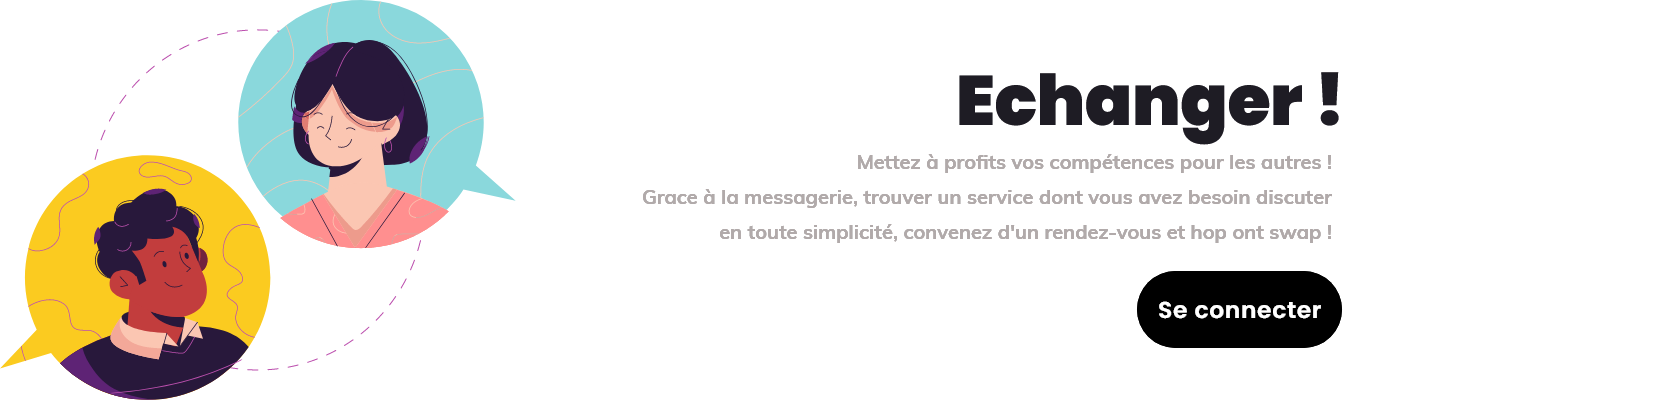 Echanger !
Mettez à profits vos compétences pour les autres !
Grace à la messagerie, trouver un service dont vous avez besoin discuter
en toute simplicité, convenez d'un rendez-vous et hop ont swap !
Se connecter